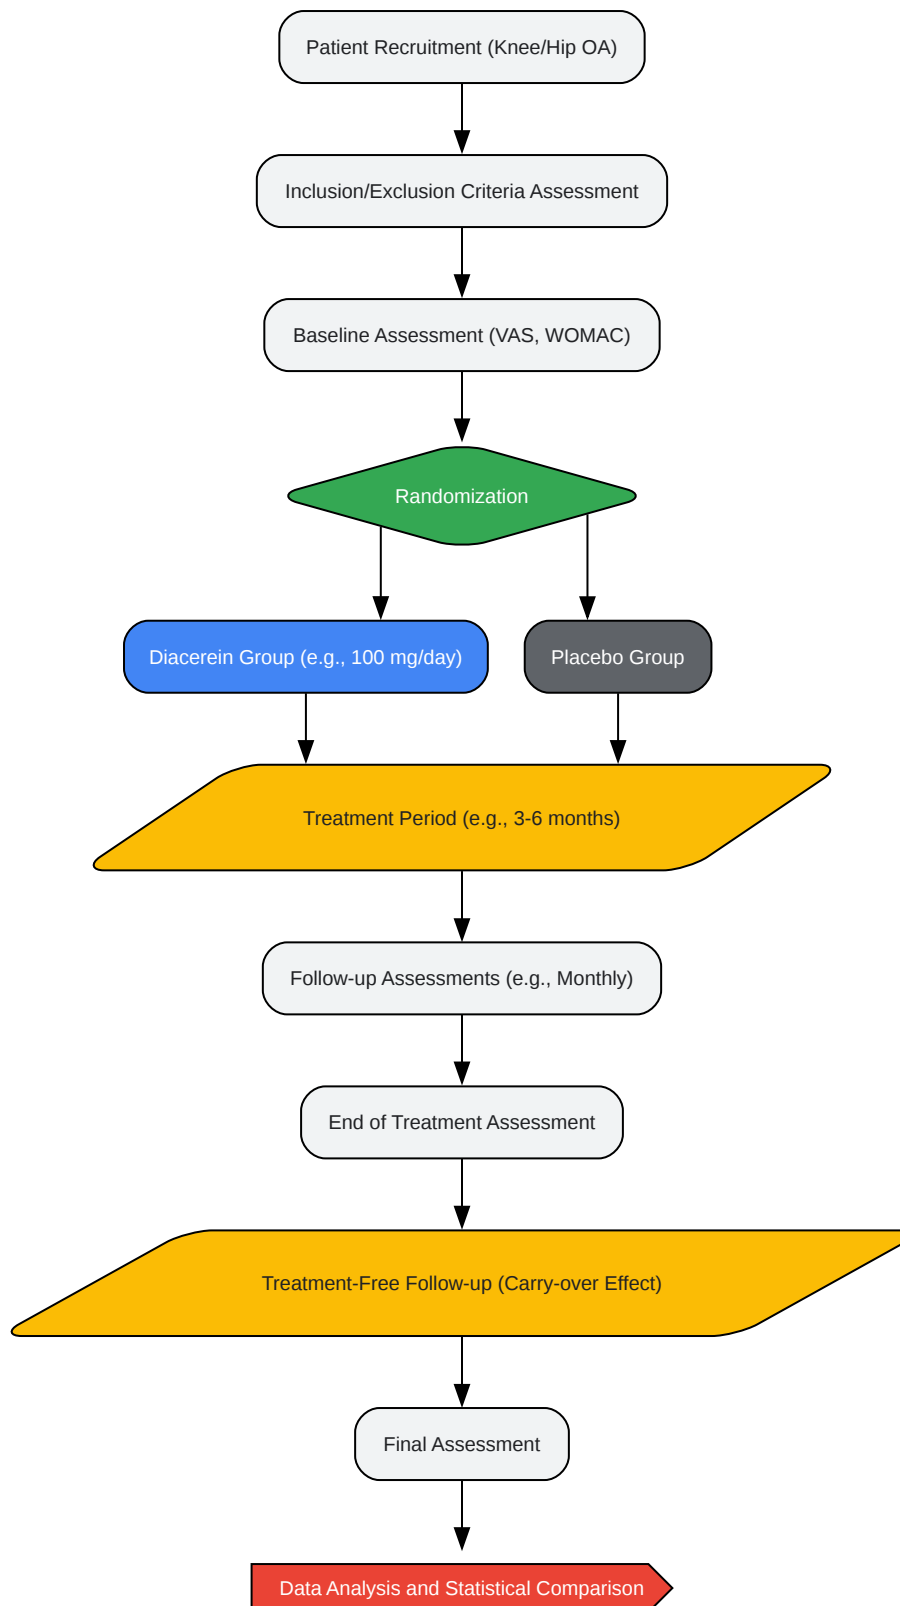 Patient Recruitment (Knee/Hip OA)
Inclusion/Exclusion Criteria Assessment
Baseline Assessment (VAS, WOMAC)
Randomization
Diacerein Group (e.g., 100 mg/day)
Placebo Group
Treatment Period (e.g., 3-6 months)
Follow-up Assessments (e.g., Monthly)
End of Treatment Assessment
Treatment-Free Follow-up (Carry-over Effect)
Final Assessment
Data Analysis and Statistical Comparison